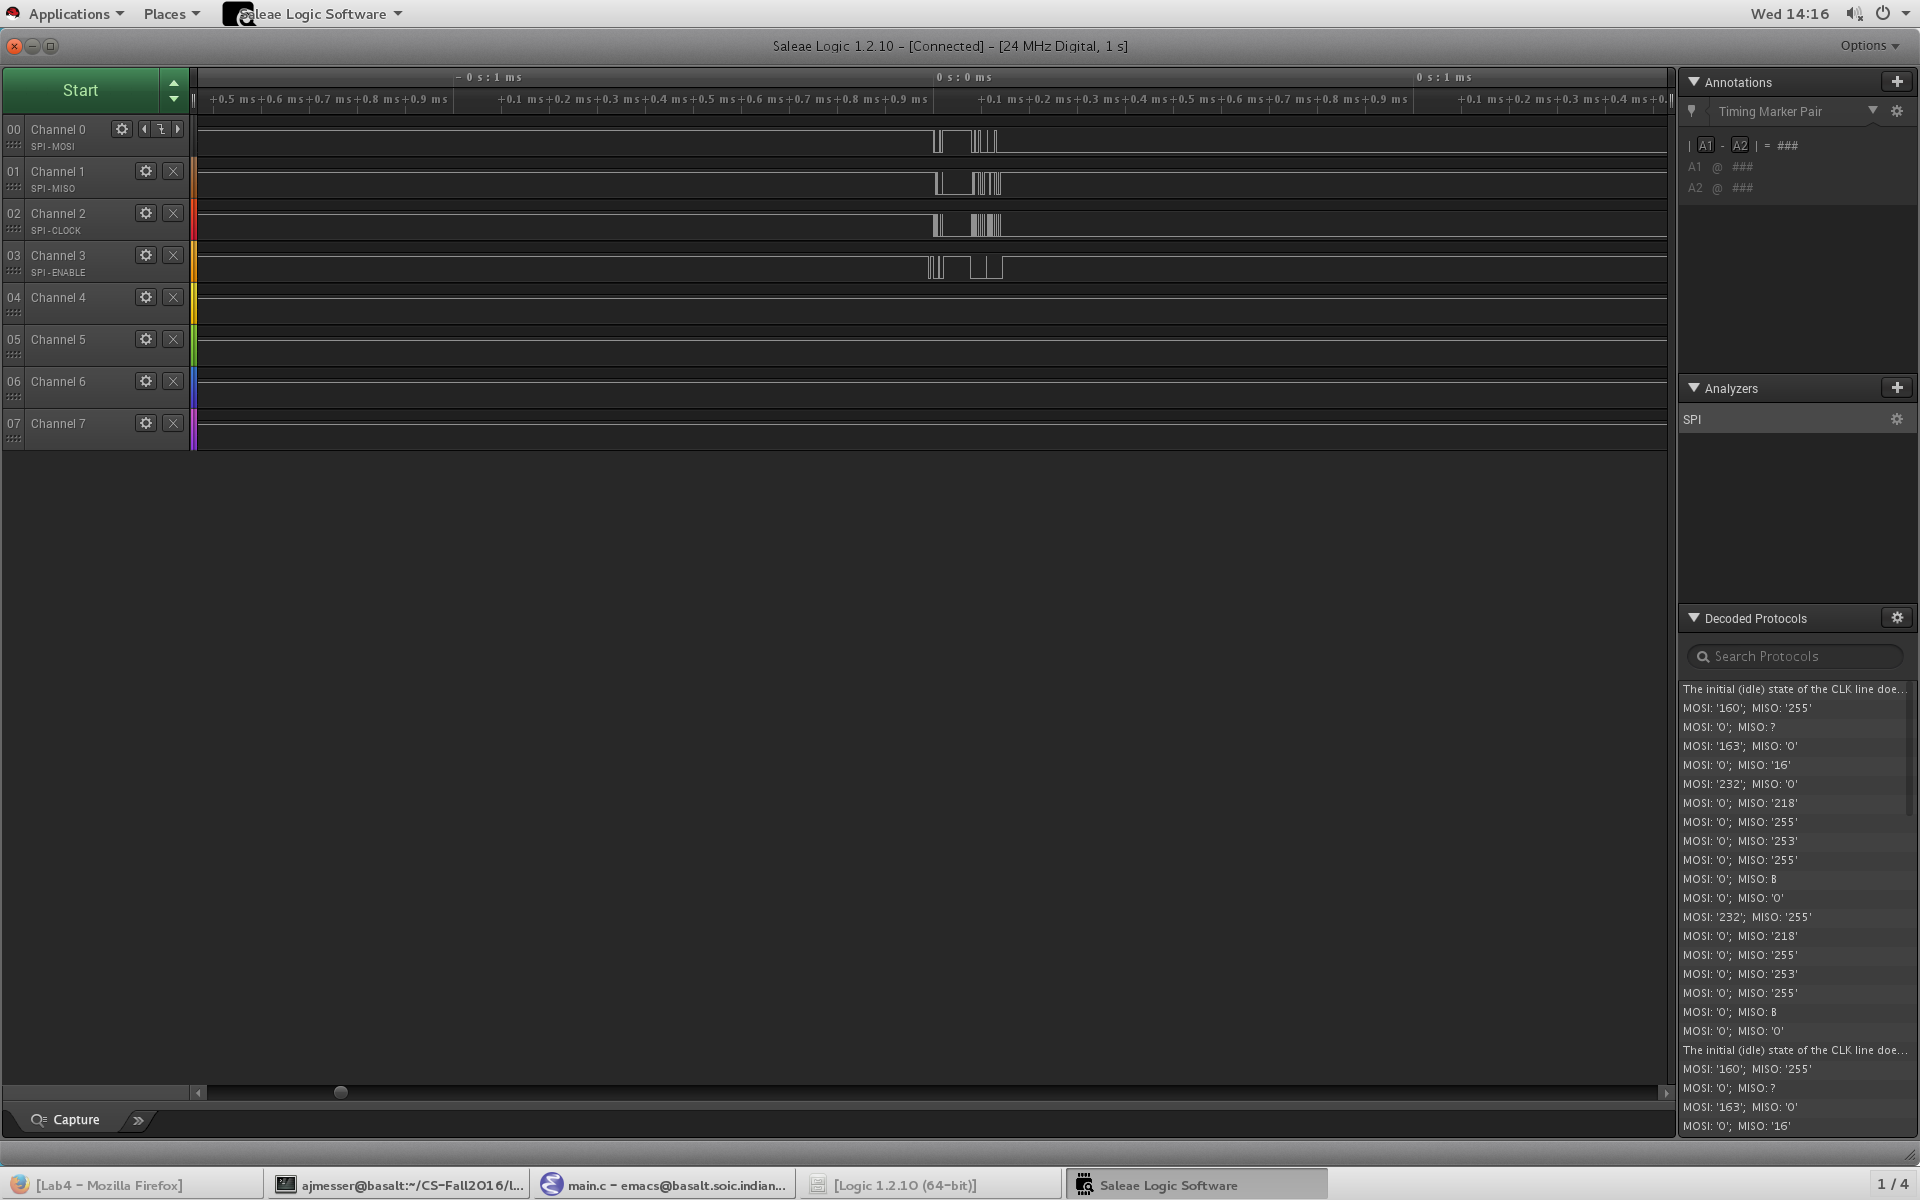 Applications Places Saleae Logic Software Wed 14:16
Saleae Logic 1.2.10 - [Connected] - [24 MHz Digital, 1 s] Options
Start
- 0 s : 1 ms 0 s : 0 ms 0 s : 1 ms
+0.5 ms +0.6 ms +0.7 ms +0.8 ms +0.9 ms +0.1 ms +0.2 ms +0.3 ms +0.4 ms +0.5 ms +0.6 ms +0.7 ms +0.8 ms +0.9 ms +0.1 ms +0.2 ms +0.3 ms +0.4 ms +0.5 ms +0.6 ms +0.7 ms +0.8 ms +0.9 ms +0.1 ms +0.2 ms +0.3 ms +0.4 ms +0.
00 Channel 0
SPI - MOSI
01 Channel 1
SPI - MISO
02 Channel 2
SPI - CLOCK
03 Channel 3
SPI - ENABLE
04 Channel 4
05 Channel 5
06 Channel 6
07 Channel 7
Annotations
Timing Marker Pair
| A1 - A2 | = ###
A1 @ ###
A2 @ ###
Analyzers
SPI
Decoded Protocols
Search Protocols
The initial (idle) state of the CLK line doe...
MOSI: '160'; MISO: '255'
MOSI: '0'; MISO: ?
MOSI: '163'; MISO: '0'
MOSI: '0'; MISO: '16'
MOSI: '232'; MISO: '0'
MOSI: '0'; MISO: '218'
MOSI: '0'; MISO: '255'
MOSI: '0'; MISO: '253'
MOSI: '0'; MISO: '255'
MOSI: '0'; MISO: B
MOSI: '0'; MISO: '0'
MOSI: '232'; MISO: '255'
MOSI: '0'; MISO: '218'
MOSI: '0'; MISO: '255'
MOSI: '0'; MISO: '253'
MOSI: '0'; MISO: '255'
MOSI: '0'; MISO: B
MOSI: '0'; MISO: '0'
The initial (idle) state of the CLK line doe...
MOSI: '160'; MISO: '255'
MOSI: '0'; MISO: ?
MOSI: '163'; MISO: '0'
MOSI: '0'; MISO: '16'
Capture
[Lab4 - Mozilla Firefox] ajmesser@basalt:~/CS-Fall2016/l... main.c - emacs@basalt.soic.indian... [Logic 1.2.10 (64-bit)] Saleae Logic Software 1 / 4